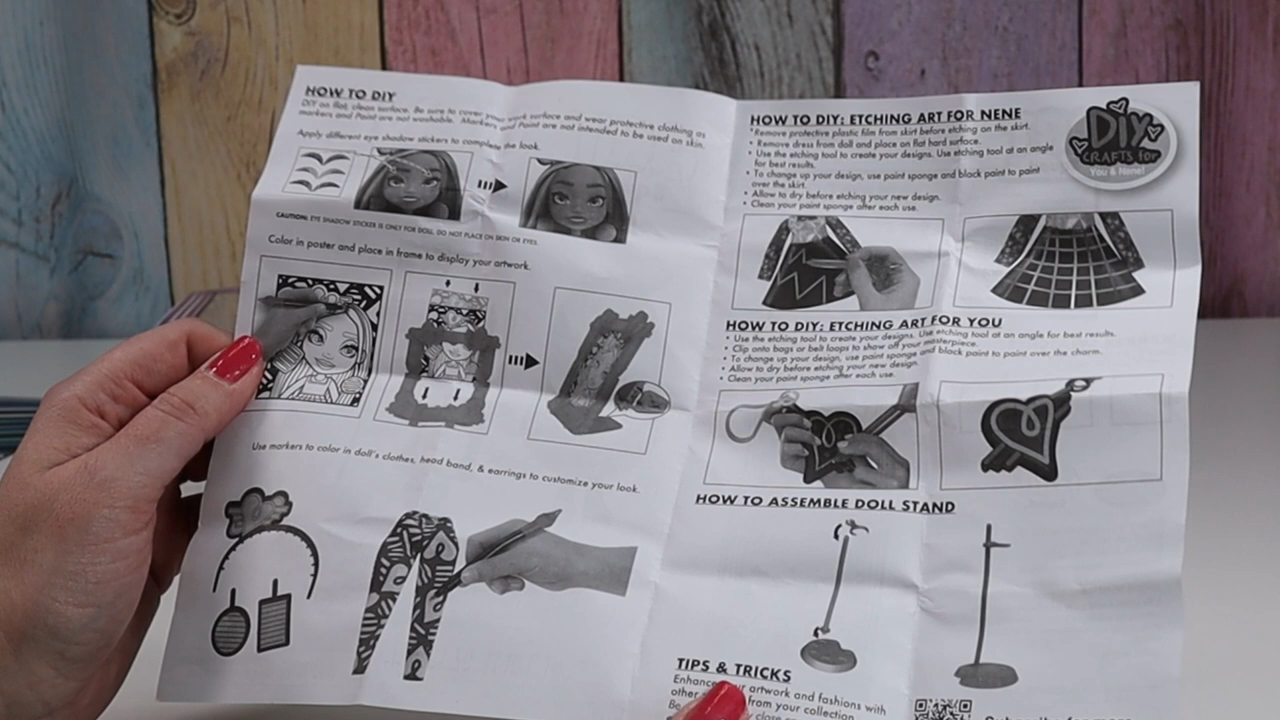 HOW TO DIY
DIY on flat, clean surface. Be sure to cover your work surface and wear protective clothing as
markers and Paint are not washable. Markers and Paint are not intended to be used on skin.
Apply different eye shadow stickers to complete the look.
CAUTION: EYE SHADOW STICKER IS ONLY FOR DOLL. DO NOT PLACE ON SKIN OR EYES.
Color in poster and place in frame to display your artwork.
Use markers to color in doll's clothes, head band, & earrings to customize your look.
HOW TO DIY: ETCHING ART FOR NENE
*Remove protective plastic film from skirt before etching on the skirt.
• Remove dress from doll and place on flat hard surface.
• Use the etching tool to create your designs. Use etching tool at an angle
for best results.
• To change up your design, use paint sponge and black paint to paint
over the skirt.
• Allow to dry before etching your new design.
• Clean your paint sponge after each use.
DIY
CRAFTS for
You & Nene!
HOW TO DIY: ETCHING ART FOR YOU
• Use the etching tool to create your designs. Use etching tool at an angle for best results.
• Clip onto bags or belt loops to show off your masterpiece.
• To change up your design, use paint sponge and black paint to paint over the charm.
• Allow to dry before etching your new design.
• Clean your paint sponge after each use.
HOW TO ASSEMBLE DOLL STAND
TIPS & TRICKS
Enhance your artwork and fashions with
other from your collection.